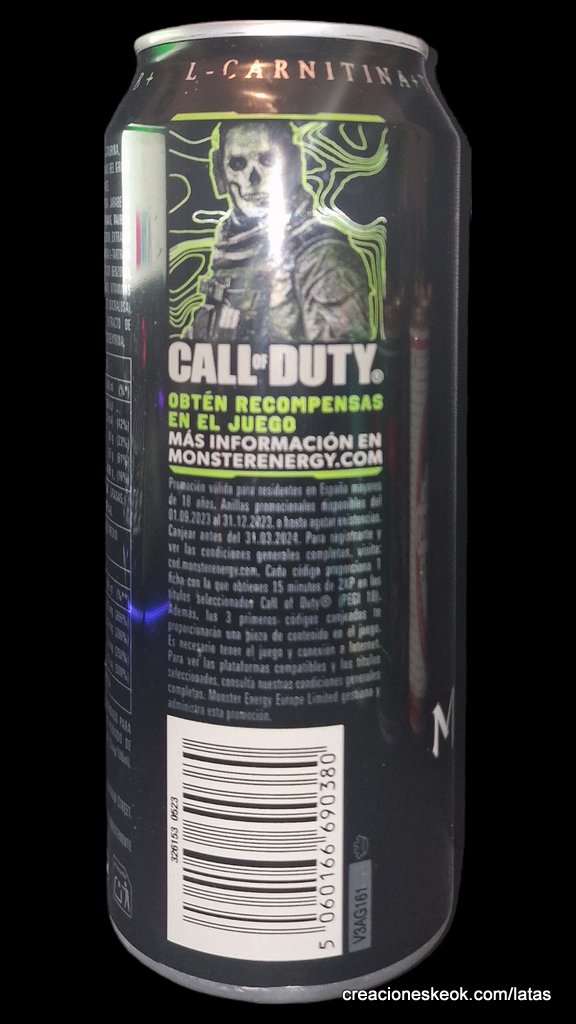 B + L-CARNITINA +
CALL OF DUTY®
OBTÉN RECOMPENSAS
EN EL JUEGO
MÁS INFORMACIÓN EN
MONSTERENERGY.COM
Promoción válida para residentes en España mayores
de 18 años. Anillas promocionales disponibles del
01.09.2023 al 31.12.2023, o hasta agotar existencias.
Canjear antes del 31.03.2024. Para registrarte y
ver las condiciones generales completas, visita:
cod.monsterenergy.com. Cada código proporciona 1
ficha con la que obtienes 15 minutos de 2XP en los
títulos seleccionados Call of Duty® (PEGI 18).
Además, los 3 primeros códigos canjeados te
proporcionarán una pieza de contenido en el juego.
Es necesario tener el juego y conexión a Internet.
Para ver las plataformas compatibles y los títulos
seleccionados, consulta nuestras condiciones generales
completas. Monster Energy Europe Limited gestiona y
administra esta promoción.
M
326153 0523
5 060166 690380
V3AG161
creacioneskeok.com/latas